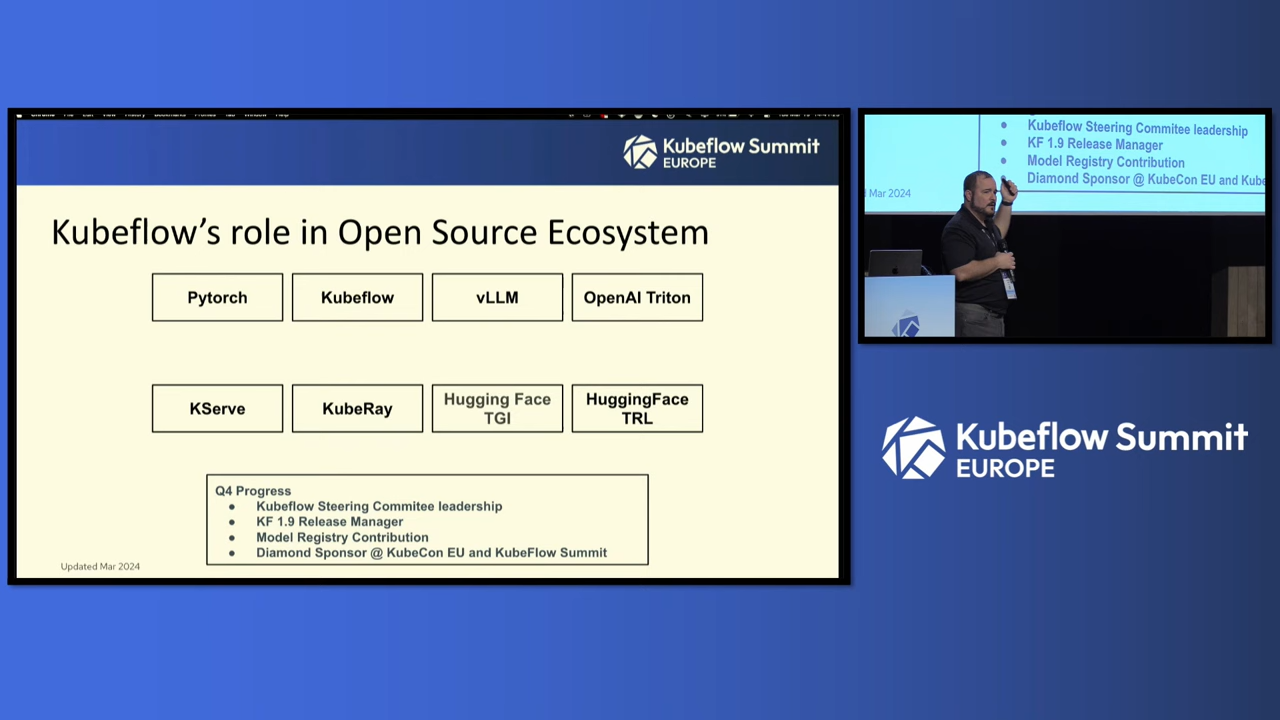 Kubeflow Summit
EUROPE
Kubeflow's role in Open Source Ecosystem
Pytorch
Kubeflow
vLLM
OpenAI Triton
KServe
KubeRay
Hugging Face
TGI
HuggingFace
TRL
Q4 Progress
● Kubeflow Steering Commitee leadership
● KF 1.9 Release Manager
● Model Registry Contribution
● Diamond Sponsor @ KubeCon EU and KubeFlow Summit
Updated Mar 2024
● Kubeflow Steering Commitee leadership
● KF 1.9 Release Manager
● Model Registry Contribution
● Diamond Sponsor @ KubeCon EU and Kube
Mar 2024
Kubeflow Summit
EUROPE